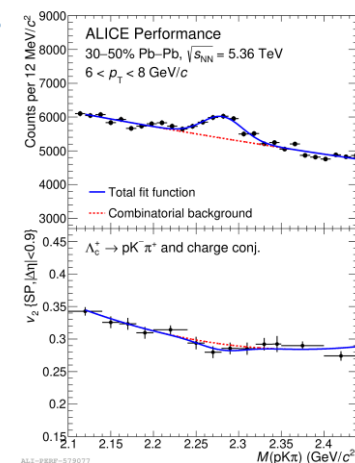 ALICE Performance
30–50% Pb–Pb, √sNN = 5.36 TeV
6 < pT < 8 GeV/c
Counts per 12 MeV/c²
9000
8000
7000
6000
5000
4000
3000
Total fit function
Combinatorial background
Λc+ → pK−π+ and charge conj.
v2 {SP,|Δη|<0.9}
0.45
0.4
0.35
0.3
0.25
0.2
0.15
2.1 2.15 2.2 2.25 2.3 2.35 2.4
M(pKπ) (GeV/c²)
ALI-PERF-579077